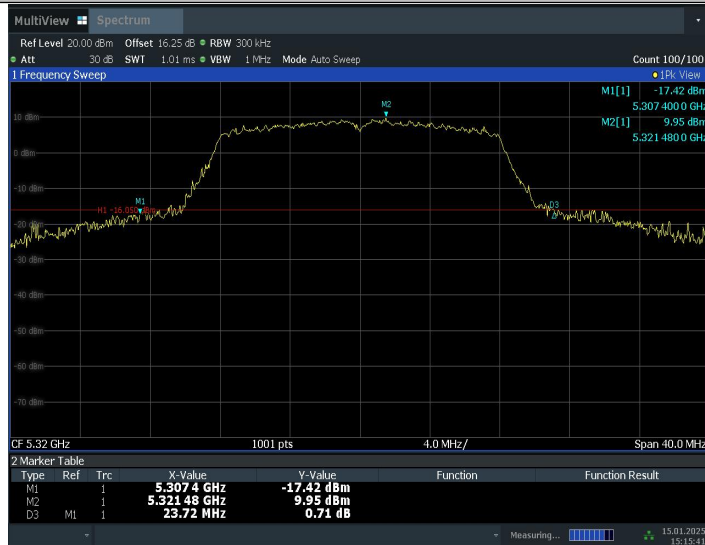 MultiView Spectrum
Ref Level 20.00 dBm Offset 16.25 dB RBW 300 kHz
Att 30 dB SWT 1.01 ms VBW 1 MHz Mode Auto Sweep Count 100/100
1 Frequency Sweep 1Pk View
M1[1] -17.42 dBm
5.307 400 0 GHz
M2[1] 9.95 dBm
5.321 480 0 GHz
M2
10 dBm
0 dBm
-10 dBm
M1
H1 -16.050 dBm
D3
-20 dBm
-30 dBm
-40 dBm
-50 dBm
-60 dBm
-70 dBm
CF 5.32 GHz 1001 pts 4.0 MHz/ Span 40.0 MHz
2 Marker Table
Type Ref Trc X-Value Y-Value Function Function Result
M1 1 5.307 4 GHz -17.42 dBm
M2 1 5.321 48 GHz 9.95 dBm
D3 M1 1 23.72 MHz 0.71 dB
Measuring... 15.01.2025
15:15:41